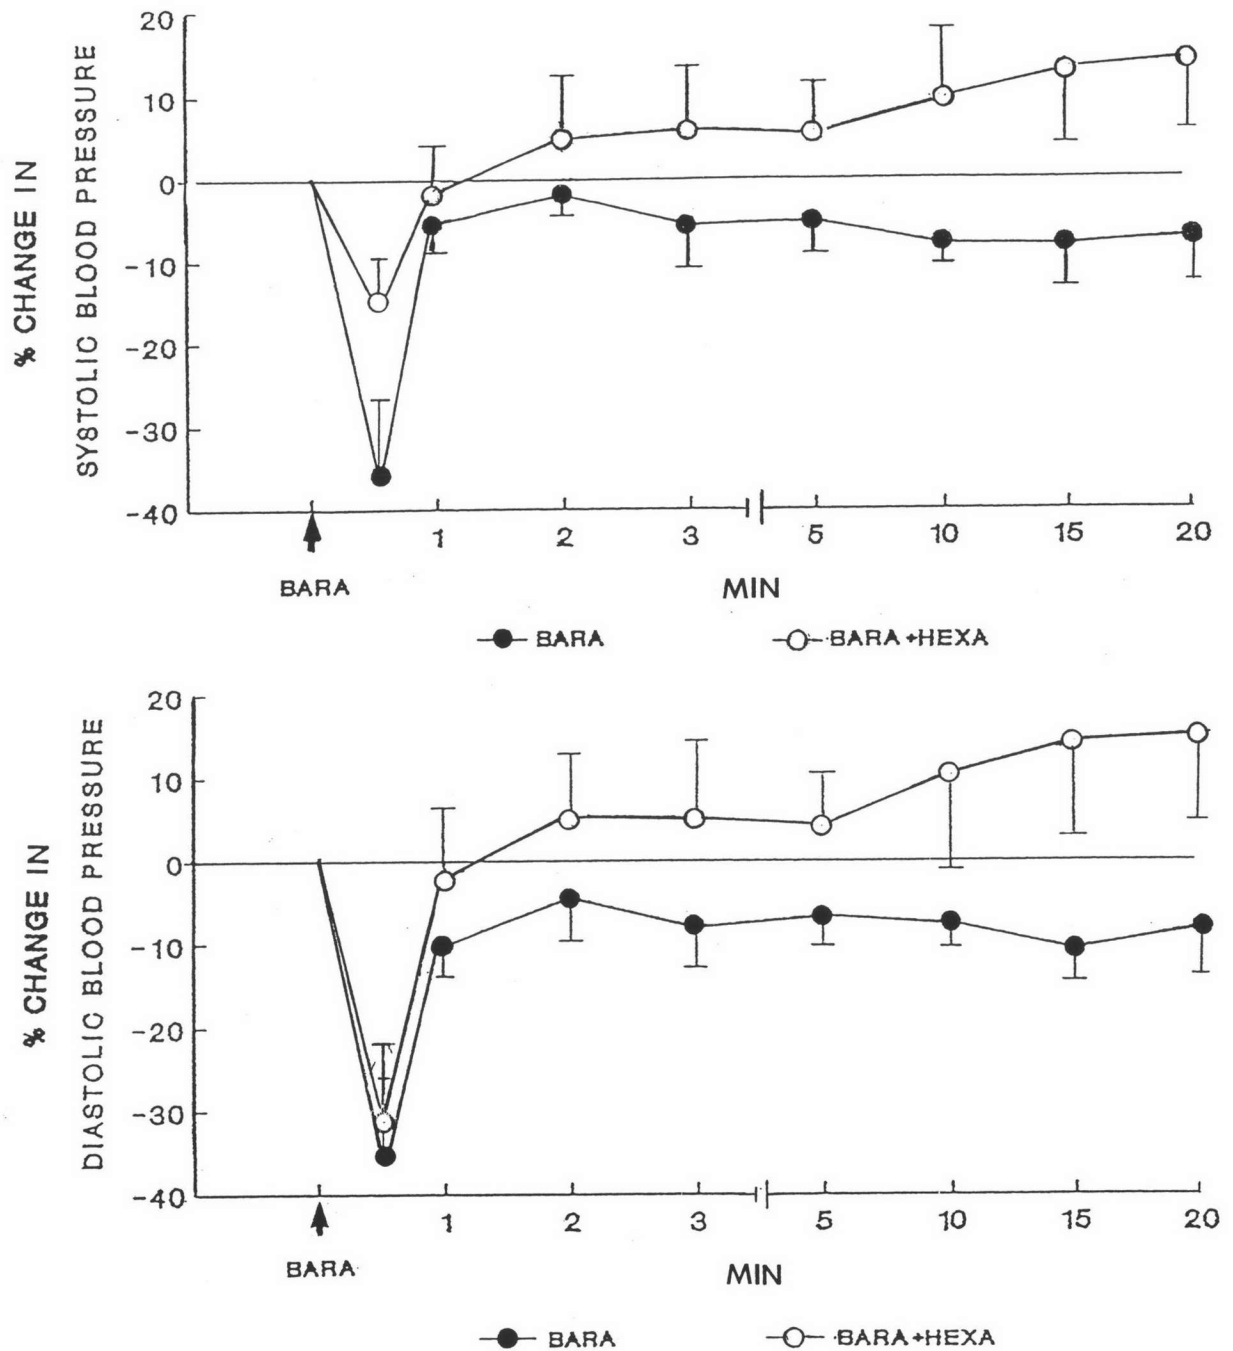 20
10
0
-10
-20
-30
-40
% CHANGE IN
SYSTOLIC BLOOD PRESSURE
1 2 3 5 10 15 20
BARA
MIN
BARA BARA+HEXA
20
10
0
-10
-20
-30
-40
% CHANGE IN
DIASTOLIC BLOOD PRESSURE
1 2 3 5 10 15 20
BARA
MIN
BARA BARA+HEXA